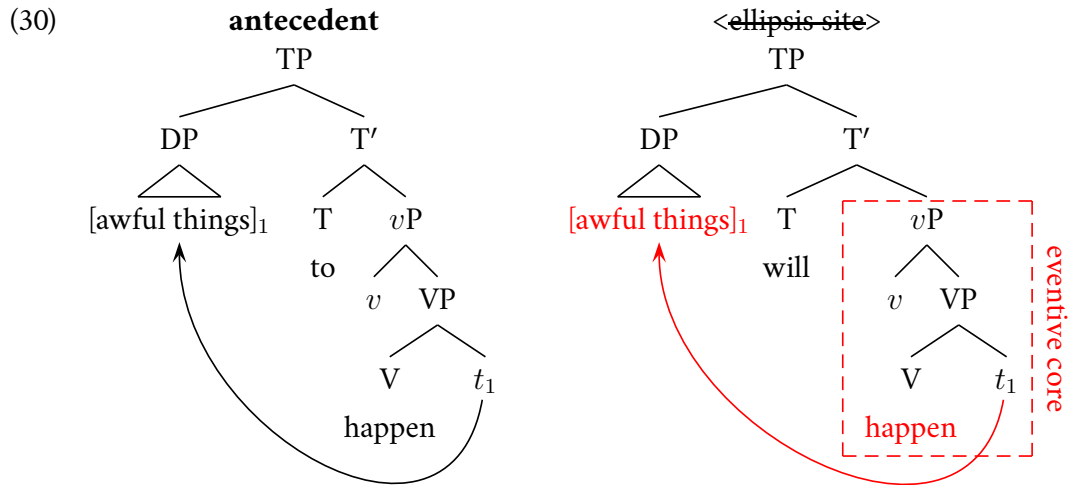 (30) antecedent <ellipsis site>
TP TP
DP T′ DP T′
[awful things]1 T vP [awful things]1 T vP
to will
v VP v VP
V t1 V t1
happen happen
eventive core